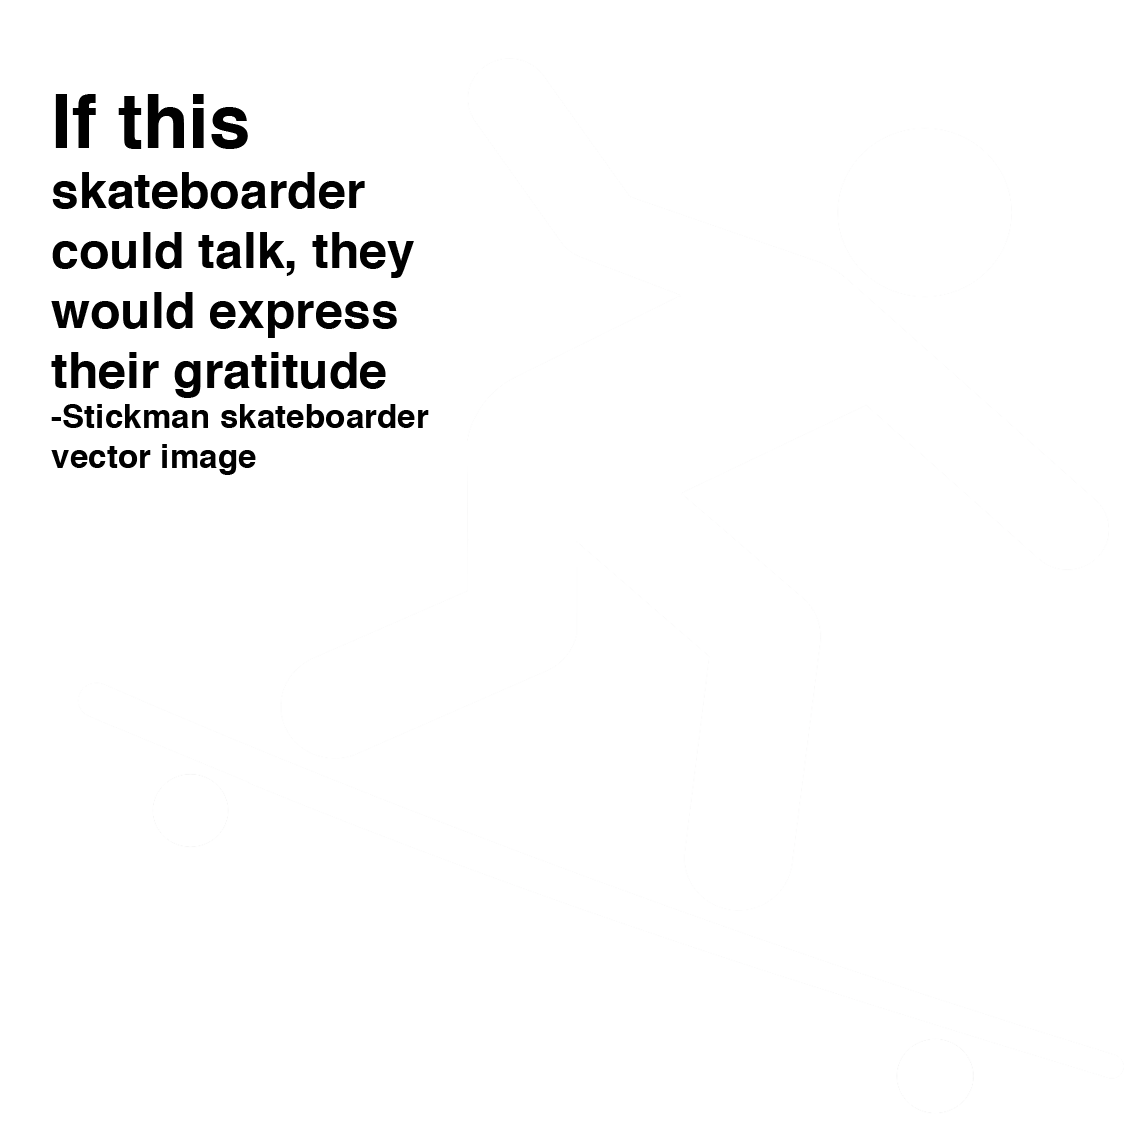 If this
skateboarder
could talk, they
would express
their gratitude
-Stickman skateboarder
vector image